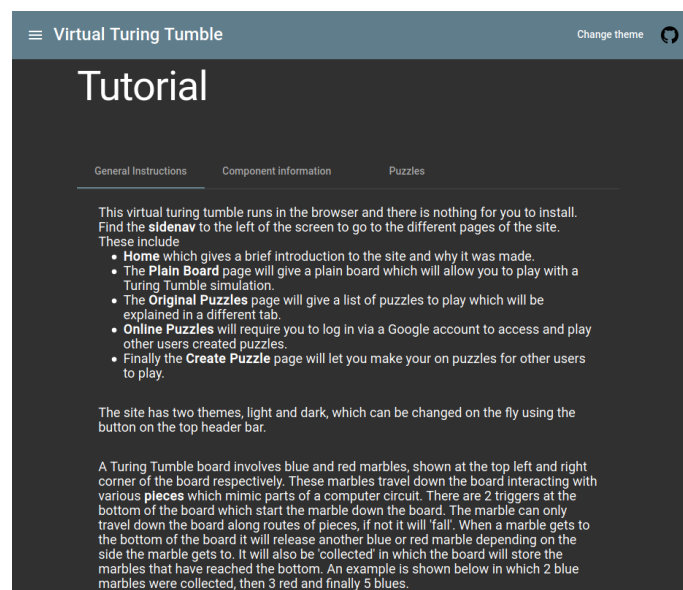 Virtual Turing Tumble
Change theme
Tutorial
General Instructions
Component information
Puzzles
This virtual turing tumble runs in the browser and there is nothing for you to install.
Find the sidenav to the left of the screen to go to the different pages of the site.
These include
• Home which gives a brief introduction to the site and why it was made.
• The Plain Board page will give a plain board which will allow you to play with a
Turing Tumble simulation.
• The Original Puzzles page will give a list of puzzles to play which will be
explained in a different tab.
• Online Puzzles will require you to log in via a Google account to access and play
other users created puzzles.
• Finally the Create Puzzle page will let you make your on puzzles for other users
to play.
The site has two themes, light and dark, which can be changed on the fly using the
button on the top header bar.
A Turing Tumble board involves blue and red marbles, shown at the top left and right
corner of the board respectively. These marbles travel down the board interacting with
various pieces which mimic parts of a computer circuit. There are 2 triggers at the
bottom of the board which start the marble down the board. The marble can only
travel down the board along routes of pieces, if not it will 'fall'. When a marble gets to
the bottom of the board it will release another blue or red marble depending on the
side the marble gets to. It will also be 'collected' in which the board will store the
marbles that have reached the bottom. An example is shown below in which 2 blue
marbles were collected, then 3 red and finally 5 blues.